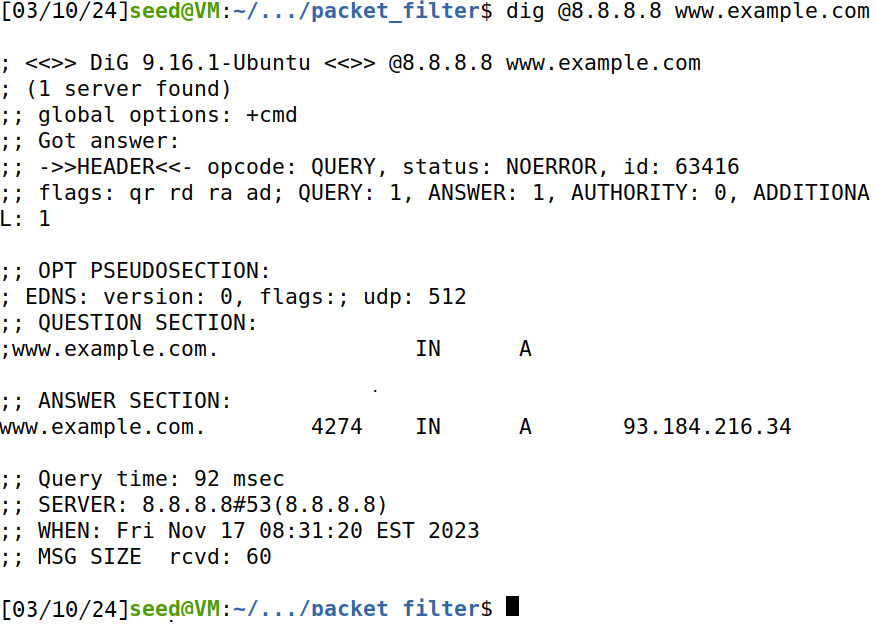 [03/10/24]seed@VM:~/.../packet_filter$ dig @8.8.8.8 www.example.com

; <<>> DiG 9.16.1-Ubuntu <<>> @8.8.8.8 www.example.com
; (1 server found)
;; global options: +cmd
;; Got answer:
;; ->>HEADER<<- opcode: QUERY, status: NOERROR, id: 63416
;; flags: qr rd ra ad; QUERY: 1, ANSWER: 1, AUTHORITY: 0, ADDITIONA
L: 1

;; OPT PSEUDOSECTION:
; EDNS: version: 0, flags:; udp: 512
;; QUESTION SECTION:
;www.example.com.               IN      A

;; ANSWER SECTION:
www.example.com.        4274    IN      A       93.184.216.34

;; Query time: 92 msec
;; SERVER: 8.8.8.8#53(8.8.8.8)
;; WHEN: Fri Nov 17 08:31:20 EST 2023
;; MSG SIZE  rcvd: 60

[03/10/24]seed@VM:~/.../packet_filter$